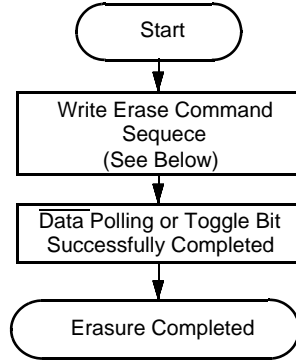 Start
Write Erase Command
Sequece
(See Below)
Data Polling or Toggle Bit
Successfully Completed
Erasure Completed